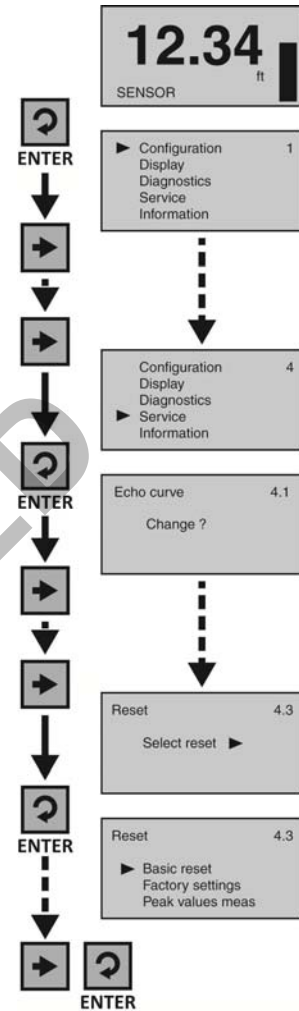 12.34
ft
SENSOR
ENTER
Configuration 1
Display
Diagnostics
Service
Information
Configuration 4
Display
Diagnostics
Service
Information
ENTER
Echo curve 4.1
Change ?
Reset 4.3
Select reset
ENTER
Reset 4.3
Basic reset
Factory settings
Peak values meas
ENTER